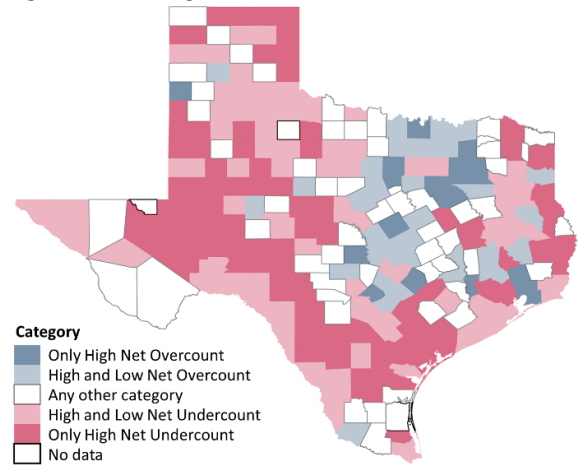 Category
Only High Net Overcount
High and Low Net Overcount
Any other category
High and Low Net Undercount
Only High Net Undercount
No data